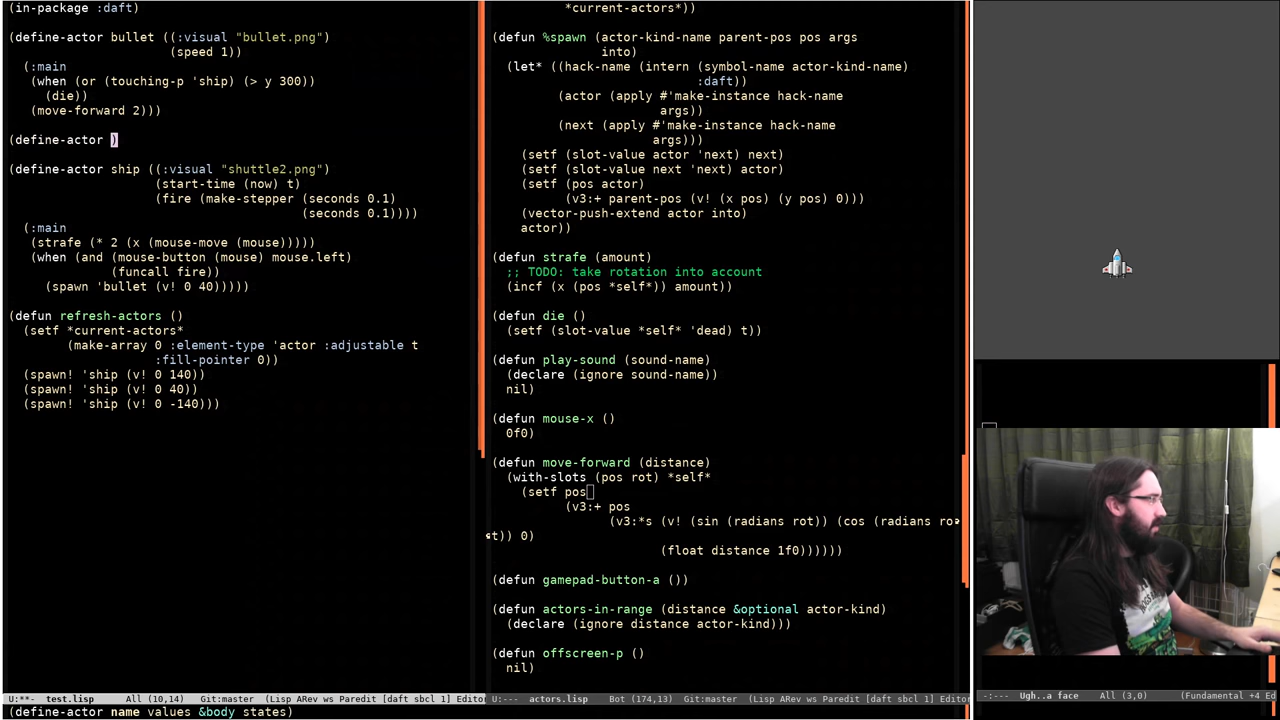 (in-package :daft)
(define-actor bullet ((:visual "bullet.png")
(speed 1))
(:main
(when (or (touching-p 'ship) (> y 300))
(die))
(move-forward 2)))
(define-actor )
(define-actor ship ((:visual "shuttle2.png")
(start-time (now) t)
(fire (make-stepper (seconds 0.1)
(seconds 0.1))))
(:main
(strafe (* 2 (x (mouse-move (mouse)))))
(when (and (mouse-button (mouse) mouse.left)
(funcall fire))
(spawn 'bullet (v! 0 40)))))
(defun refresh-actors ()
(setf *current-actors*
(make-array 0 :element-type 'actor :adjustable t
:fill-pointer 0))
(spawn! 'ship (v! 0 140))
(spawn! 'ship (v! 0 40))
(spawn! 'ship (v! 0 -140)))
U:**- test.lisp All (10,14) Git:master (Lisp ARev ws Paredit [daft sbcl 1] Editor
(define-actor name values &body states)
*current-actors*))
(defun %spawn (actor-kind-name parent-pos pos args
into)
(let* ((hack-name (intern (symbol-name actor-kind-name)
:daft))
(actor (apply #'make-instance hack-name
args))
(next (apply #'make-instance hack-name
args)))
(setf (slot-value actor 'next) next)
(setf (slot-value next 'next) actor)
(setf (pos actor)
(v3:+ parent-pos (v! (x pos) (y pos) 0)))
(vector-push-extend actor into)
actor))
(defun strafe (amount)
;; TODO: take rotation into account
(incf (x (pos *self*)) amount))
(defun die ()
(setf (slot-value *self* 'dead) t))
(defun play-sound (sound-name)
(declare (ignore sound-name))
nil)
(defun mouse-x ()
0f0)
(defun move-forward (distance)
(with-slots (pos rot) *self*
(setf pos
(v3:+ pos
(v3:*s (v! (sin (radians rot)) (cos (radians ro
t)) 0)
(float distance 1f0))))))
(defun gamepad-button-a ())
(defun actors-in-range (distance &optional actor-kind)
(declare (ignore distance actor-kind)))
(defun offscreen-p ()
nil)
U:--- actors.lisp Bot (174,13) Git:master (Lisp ARev ws Paredit [daft sbcl 1] Editor
-:--- Ugh..a face All (3,0) (Fundamental +4 Ed